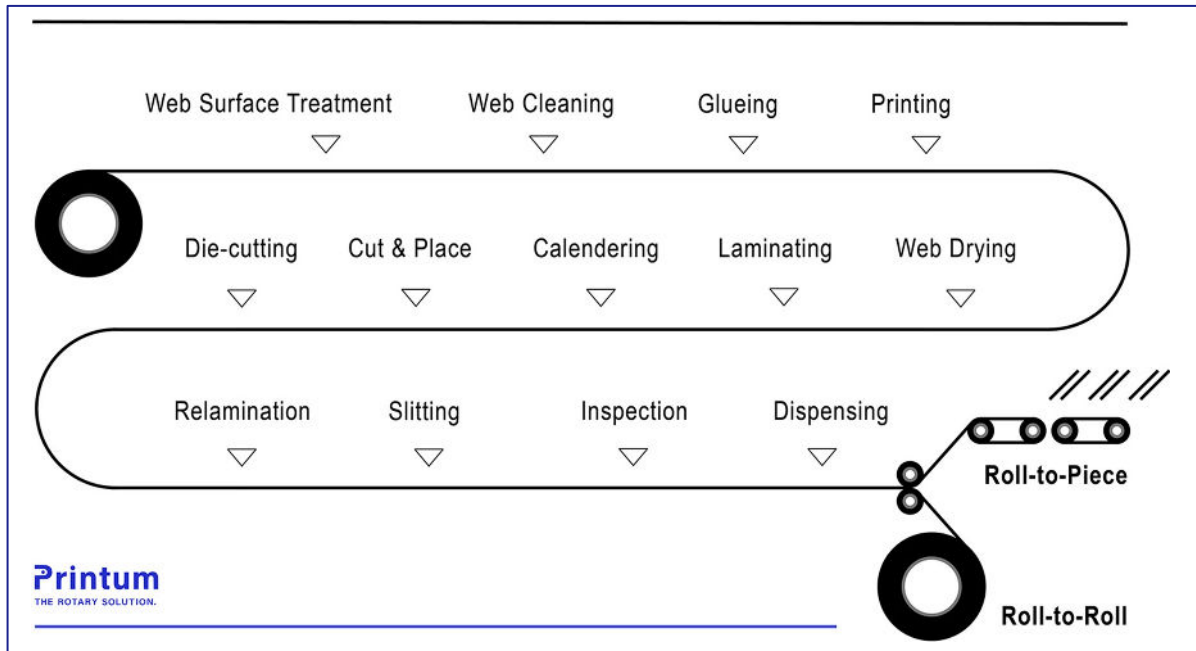 Web Surface Treatment
Web Cleaning
Glueing
Printing
Die-cutting
Cut & Place
Calendering
Laminating
Web Drying
Relamination
Slitting
Inspection
Dispensing
Roll-to-Piece
Printum
THE ROTARY SOLUTION.
Roll-to-Roll